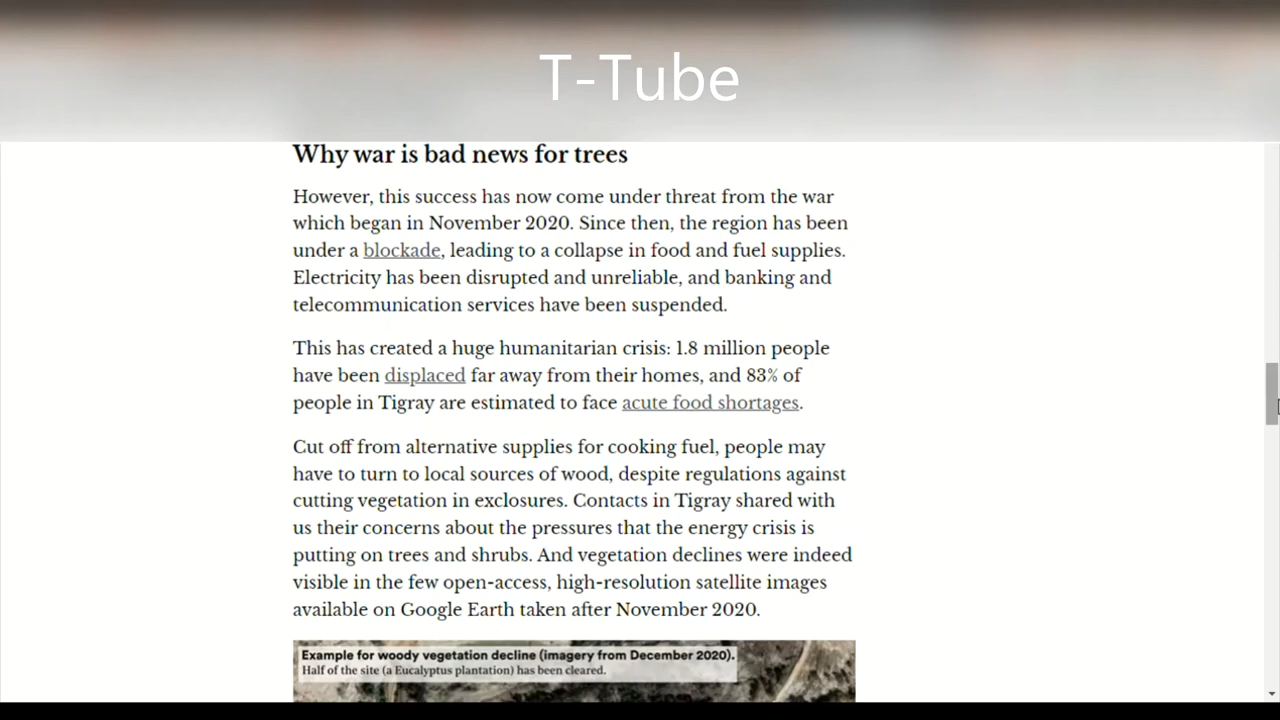 T-Tube
Why war is bad news for trees
However, this success has now come under threat from the war
which began in November 2020. Since then, the region has been
under a blockade, leading to a collapse in food and fuel supplies.
Electricity has been disrupted and unreliable, and banking and
telecommunication services have been suspended.
This has created a huge humanitarian crisis: 1.8 million people
have been displaced far away from their homes, and 83% of
people in Tigray are estimated to face acute food shortages.
Cut off from alternative supplies for cooking fuel, people may
have to turn to local sources of wood, despite regulations against
cutting vegetation in exclosures. Contacts in Tigray shared with
us their concerns about the pressures that the energy crisis is
putting on trees and shrubs. And vegetation declines were indeed
visible in the few open-access, high-resolution satellite images
available on Google Earth taken after November 2020.
Example for woody vegetation decline (imagery from December 2020).
Half of the site (a Eucalyptus plantation) has been cleared.